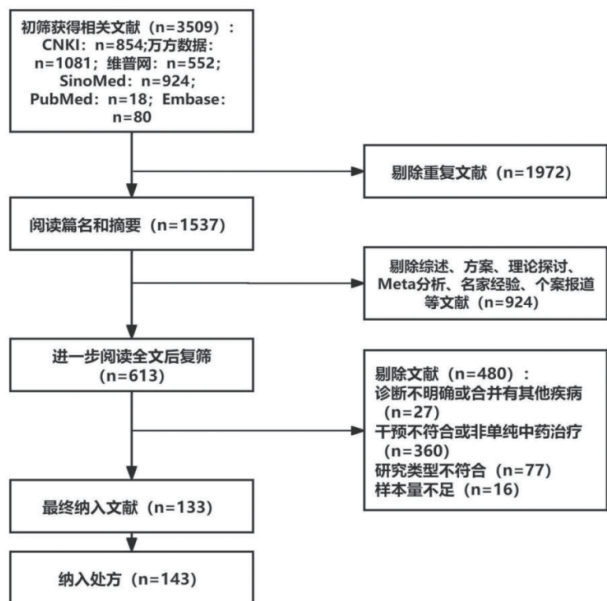 初筛获得相关文献（n=3509）：
CNKI：n=854;万方数据：
n=1081；维普网：n=552；
SinoMed：n=924；
PubMed：n=18；Embase：
n=80
剔除重复文献（n=1972）
阅读篇名和摘要（n=1537）
剔除综述、方案、理论探讨、
Meta分析、名家经验、个案报道
等文献（n=924）
进一步阅读全文后复筛
（n=613）
剔除文献（n=480）：
诊断不明确或合并有其他疾病
（n=27）
干预不符合或非单纯中药治疗
（n=360）
研究类型不符合（n=77）
样本量不足（n=16）
最终纳入文献（n=133）
纳入处方（n=143）